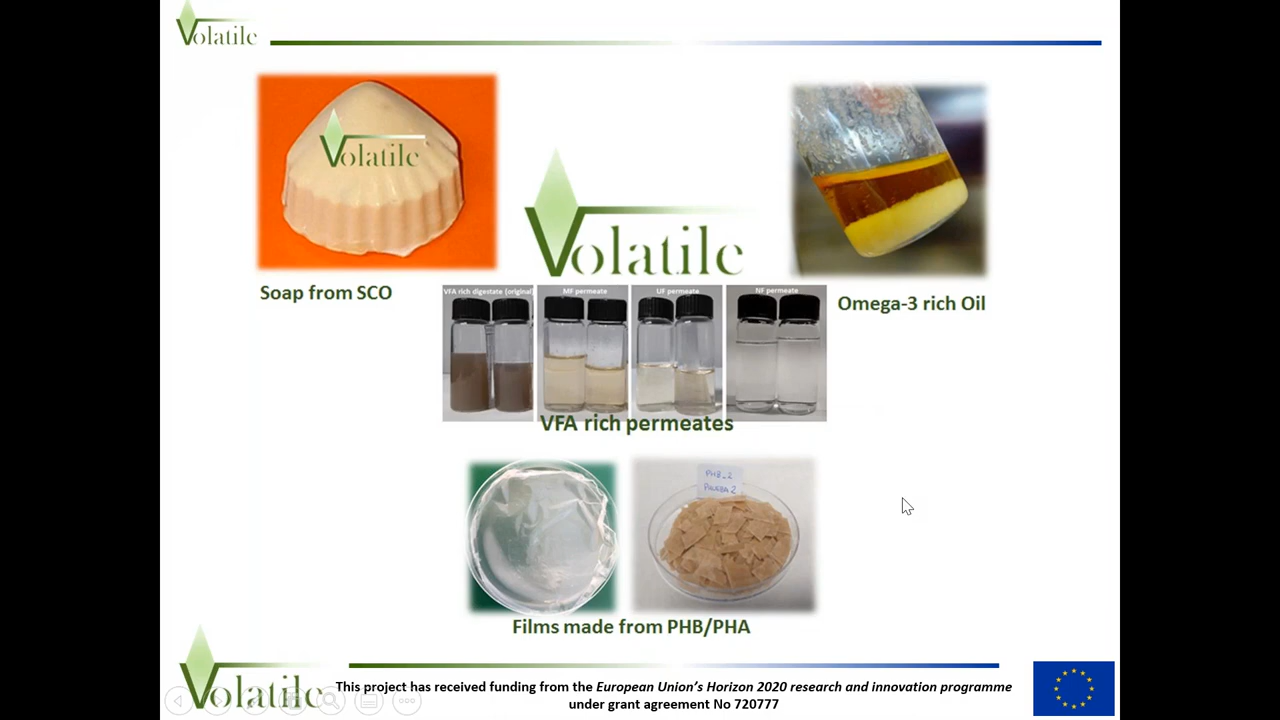 Volatile
Volatile
Volatile
Soap from SCO
Omega-3 rich Oil
VFA rich digestate (original)
MF permeate
UF permeate
NF permeate
VFA rich permeates
PHB_2
PRUEBA 2
Films made from PHB/PHA
Volatile
This project has received funding from the European Union’s Horizon 2020 research and innovation programme
under grant agreement No 720777